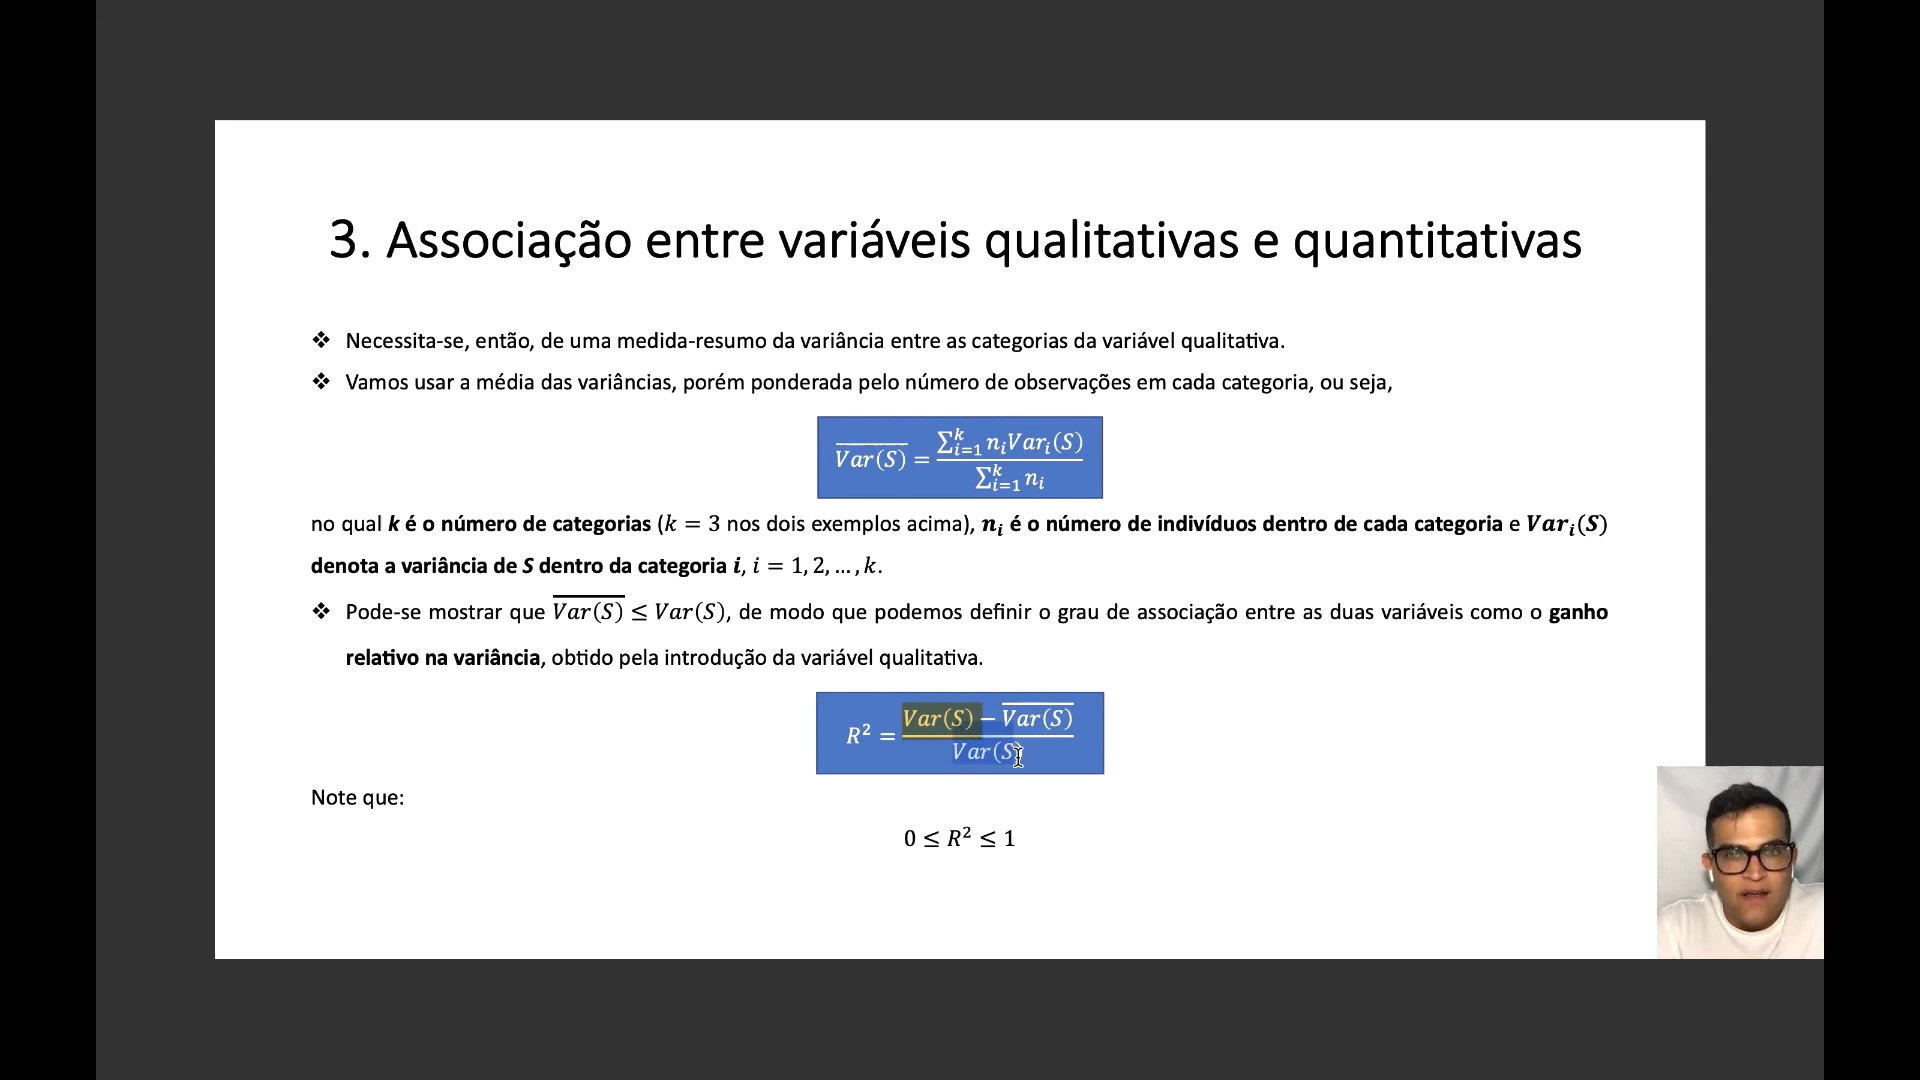 3. Associação entre variáveis qualitativas e quantitativas
❖ Necessita-se, então, de uma medida-resumo da variância entre as categorias da variável qualitativa.
❖ Vamos usar a média das variâncias, porém ponderada pelo número de observações em cada categoria, ou seja,
$\overline{Var(S)} = \frac{\sum_{i=1}^{k} n_i Var_i(S)}{\sum_{i=1}^{k} n_i}$
no qual k é o número de categorias (k = 3 nos dois exemplos acima), $n_i$ é o número de indivíduos dentro de cada categoria e $Var_i(S)$
denota a variância de S dentro da categoria i, i = 1, 2, … , k.
❖ Pode-se mostrar que $\overline{Var(S)} \leq Var(S)$, de modo que podemos definir o grau de associação entre as duas variáveis como o ganho
relativo na variância, obtido pela introdução da variável qualitativa.
$R^2 = \frac{Var(S) - \overline{Var(S)}}{Var(S)}$
Note que:
$0 \leq R^2 \leq 1$